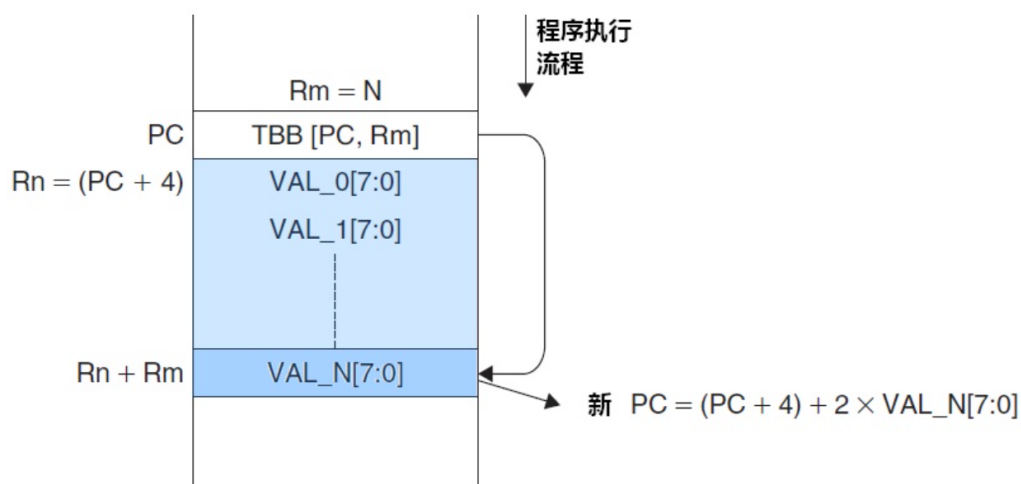 程序执行
流程
Rm = N
PC
TBB [PC, Rm]
Rn = (PC + 4)
VAL_0[7:0]
VAL_1[7:0]
Rn + Rm
VAL_N[7:0]
新 PC = (PC + 4) + 2 × VAL_N[7:0]